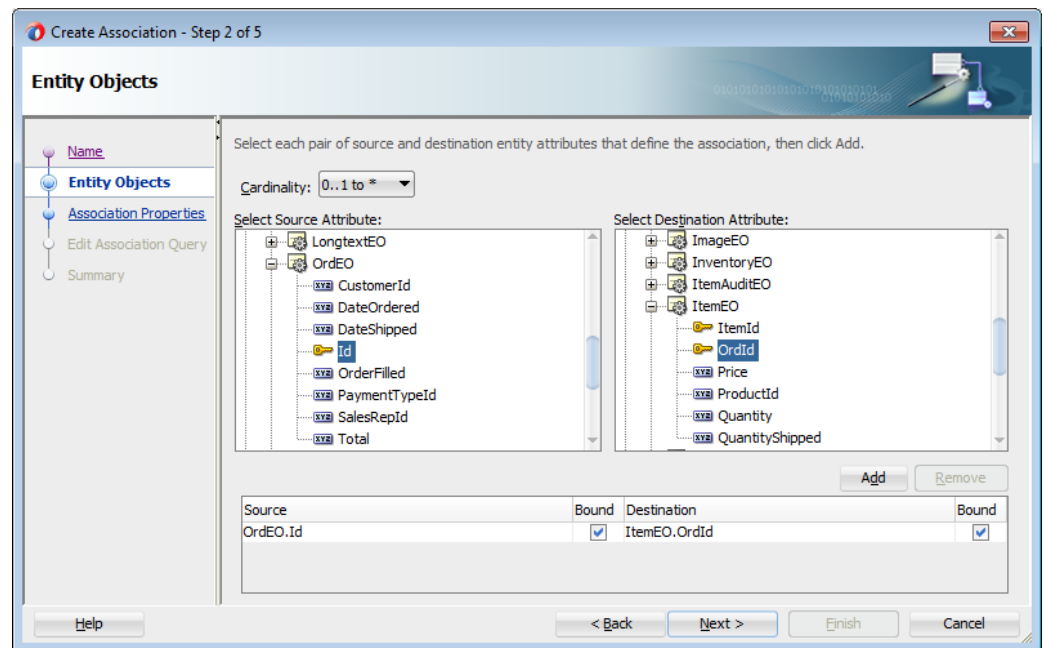 Create Association - Step 2 of 5
Entity Objects
010101010101010101010101
01010101010
Select each pair of source and destination entity attributes that define the association, then click Add.
Name
Entity Objects
Association Properties
Edit Association Query
Summary
Cardinality: 0..1 to *
Select Source Attribute:
LongtextEO
OrdEO
CustomerId
DateOrdered
DateShipped
Id
OrderFilled
PaymentTypeId
SalesRepId
Total
Select Destination Attribute:
ImageEO
InventoryEO
ItemAuditEO
ItemEO
ItemId
OrdId
Price
ProductId
Quantity
QuantityShipped
Add Remove
Source Bound Destination Bound
OrdEO.Id ItemEO.OrdId
Help < Back Next > Finish Cancel